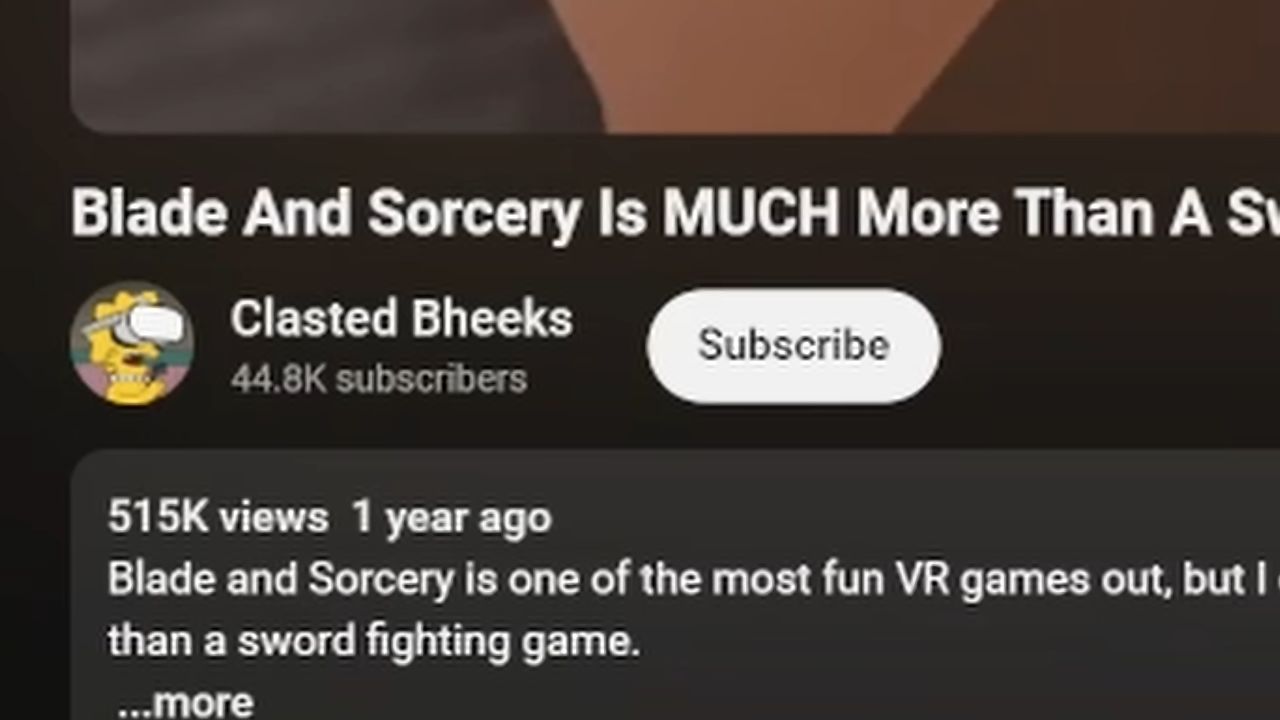 Blade And Sorcery Is MUCH More Than A
Clasted Bheeks
44.8K subscribers
Subscribe
515K views 1 year ago
Blade and Sorcery is one of the most fun VR games out, but I
than a sword fighting game.
...more